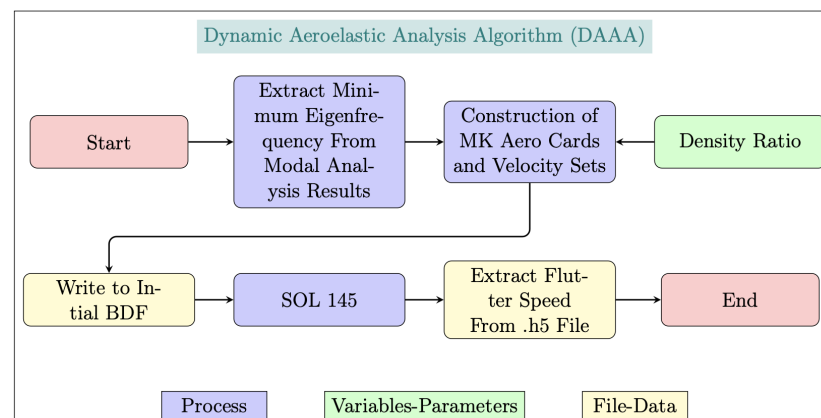 Dynamic Aeroelastic Analysis Algorithm (DAAA)
Start
Extract Mini-
mum Eigenfre-
quency From
Modal Anal-
ysis Results
Construction of
MK Aero Cards
and Velocity Sets
Density Ratio
Write to In-
tial BDF
SOL 145
Extract Flut-
ter Speed
From .h5 File
End
Process
Variables-Parameters
File-Data